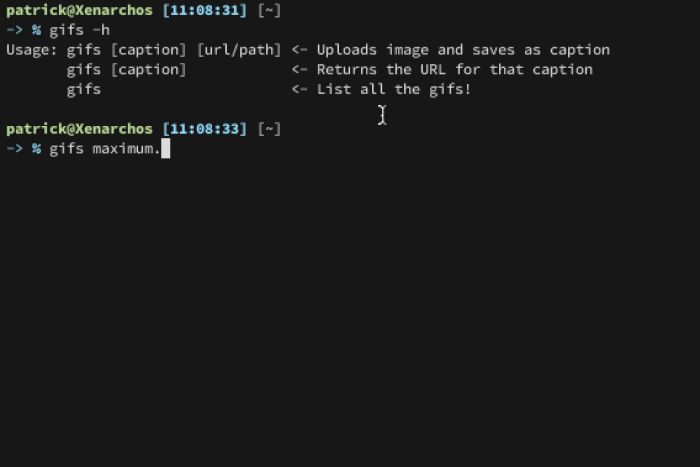 patrick@Xenarchos [11:08:31] [~]
-> % gifs -h
Usage: gifs [caption] [url/path] <- Uploads image and saves as caption
       gifs [caption]            <- Returns the URL for that caption
       gifs                      <- List all the gifs!
patrick@Xenarchos [11:08:33] [~]
-> % gifs maximum.